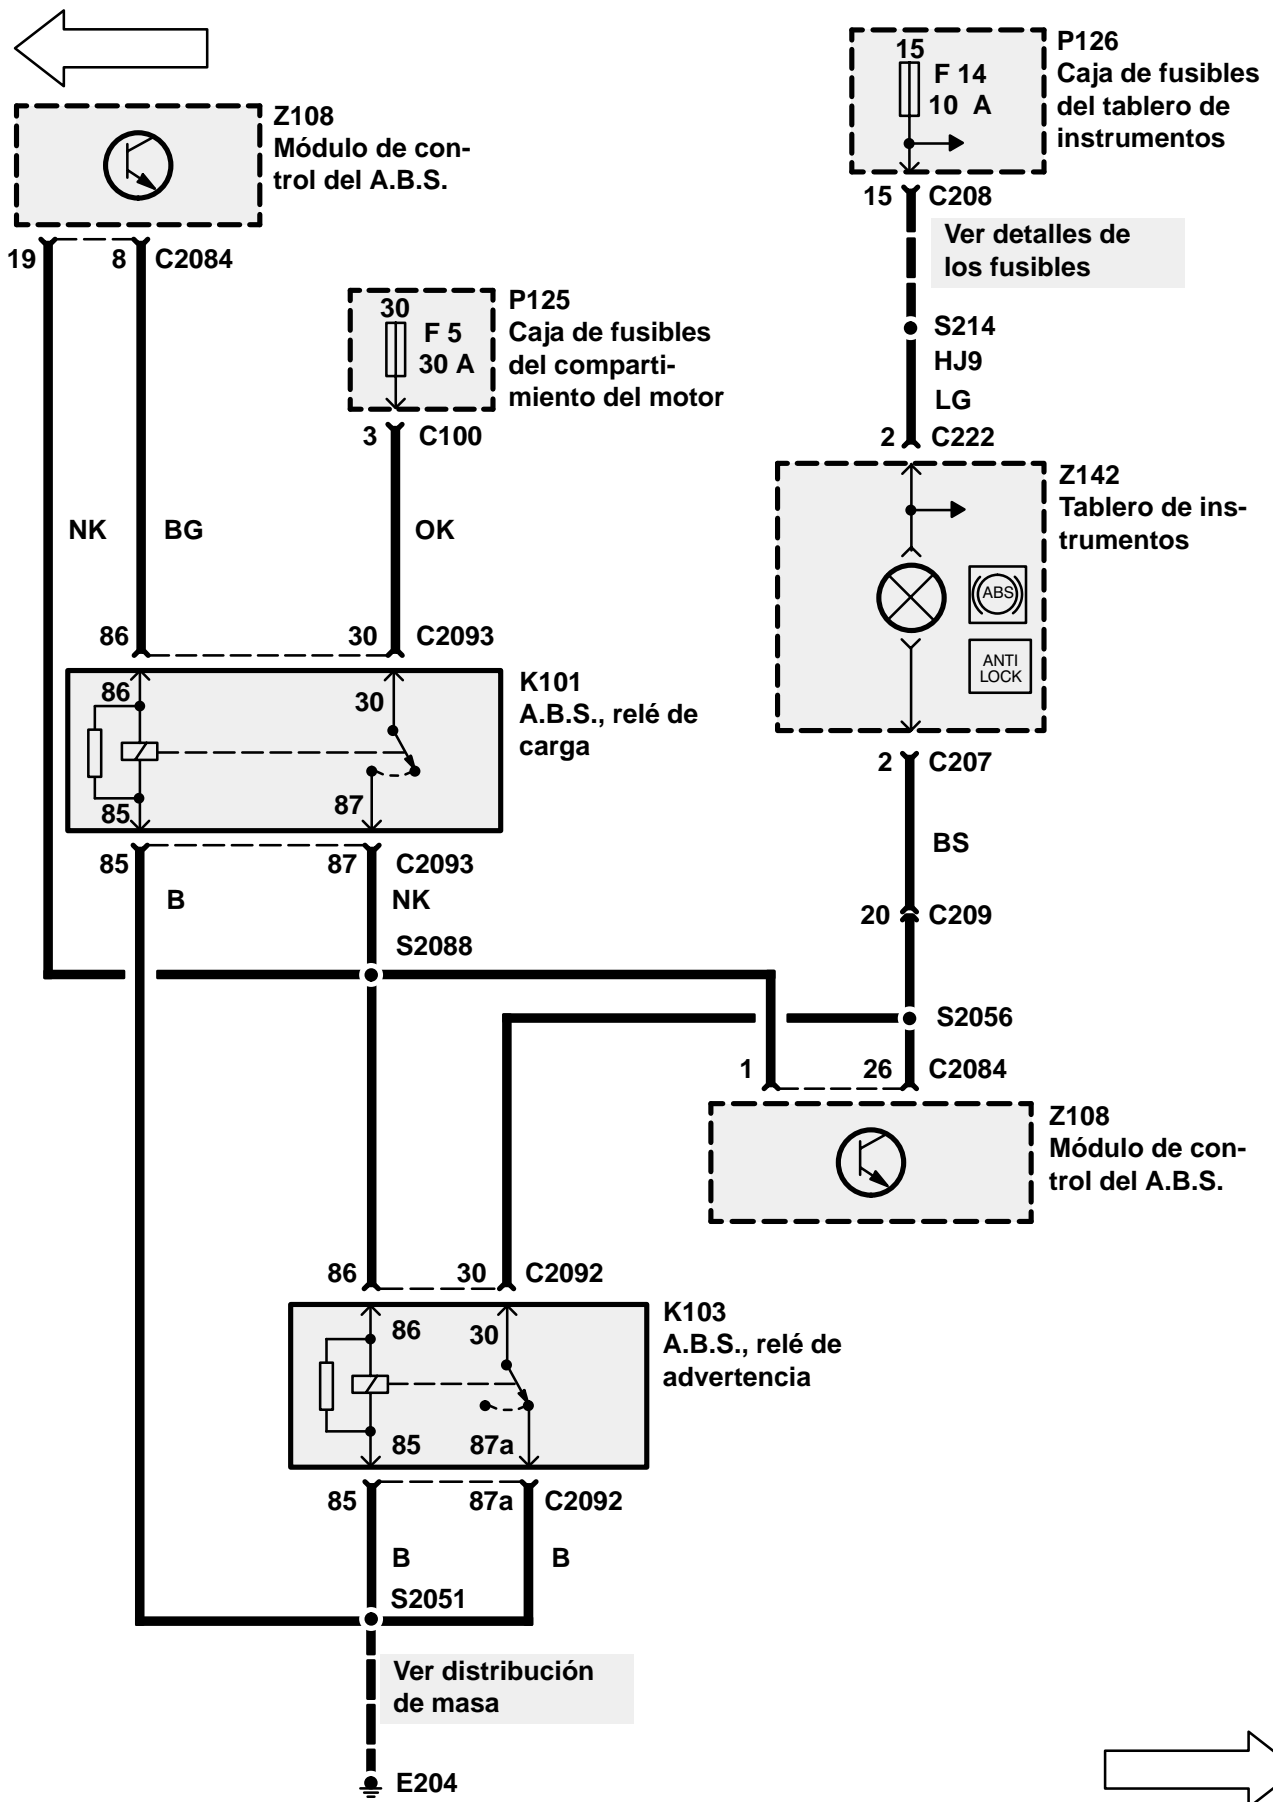 Z108
Módulo de con-
trol del A.B.S.
19
8
C2084
P126
Caja de fusibles
del tablero de
instrumentos
15
F 14
10 A
15
C208
Ver detalles de
los fusibles
S214
HJ9
LG
2
C222
P125
Caja de fusibles
del comparti-
miento del motor
30
F 5
30 A
3
C100
NK
BG
OK
Z142
Tablero de ins-
trumentos
ABS
ANTI
LOCK
86
30
C2093
K101
A.B.S., relé de
carga
86
30
85
87
85
87
C2093
B
NK
2
C207
BS
20
C209
S2088
S2056
1
26
C2084
Z108
Módulo de con-
trol del A.B.S.
86
30
C2092
K103
A.B.S., relé de
advertencia
86
30
85
87a
85
87a
C2092
B
B
S2051
Ver distribución
de masa
E204